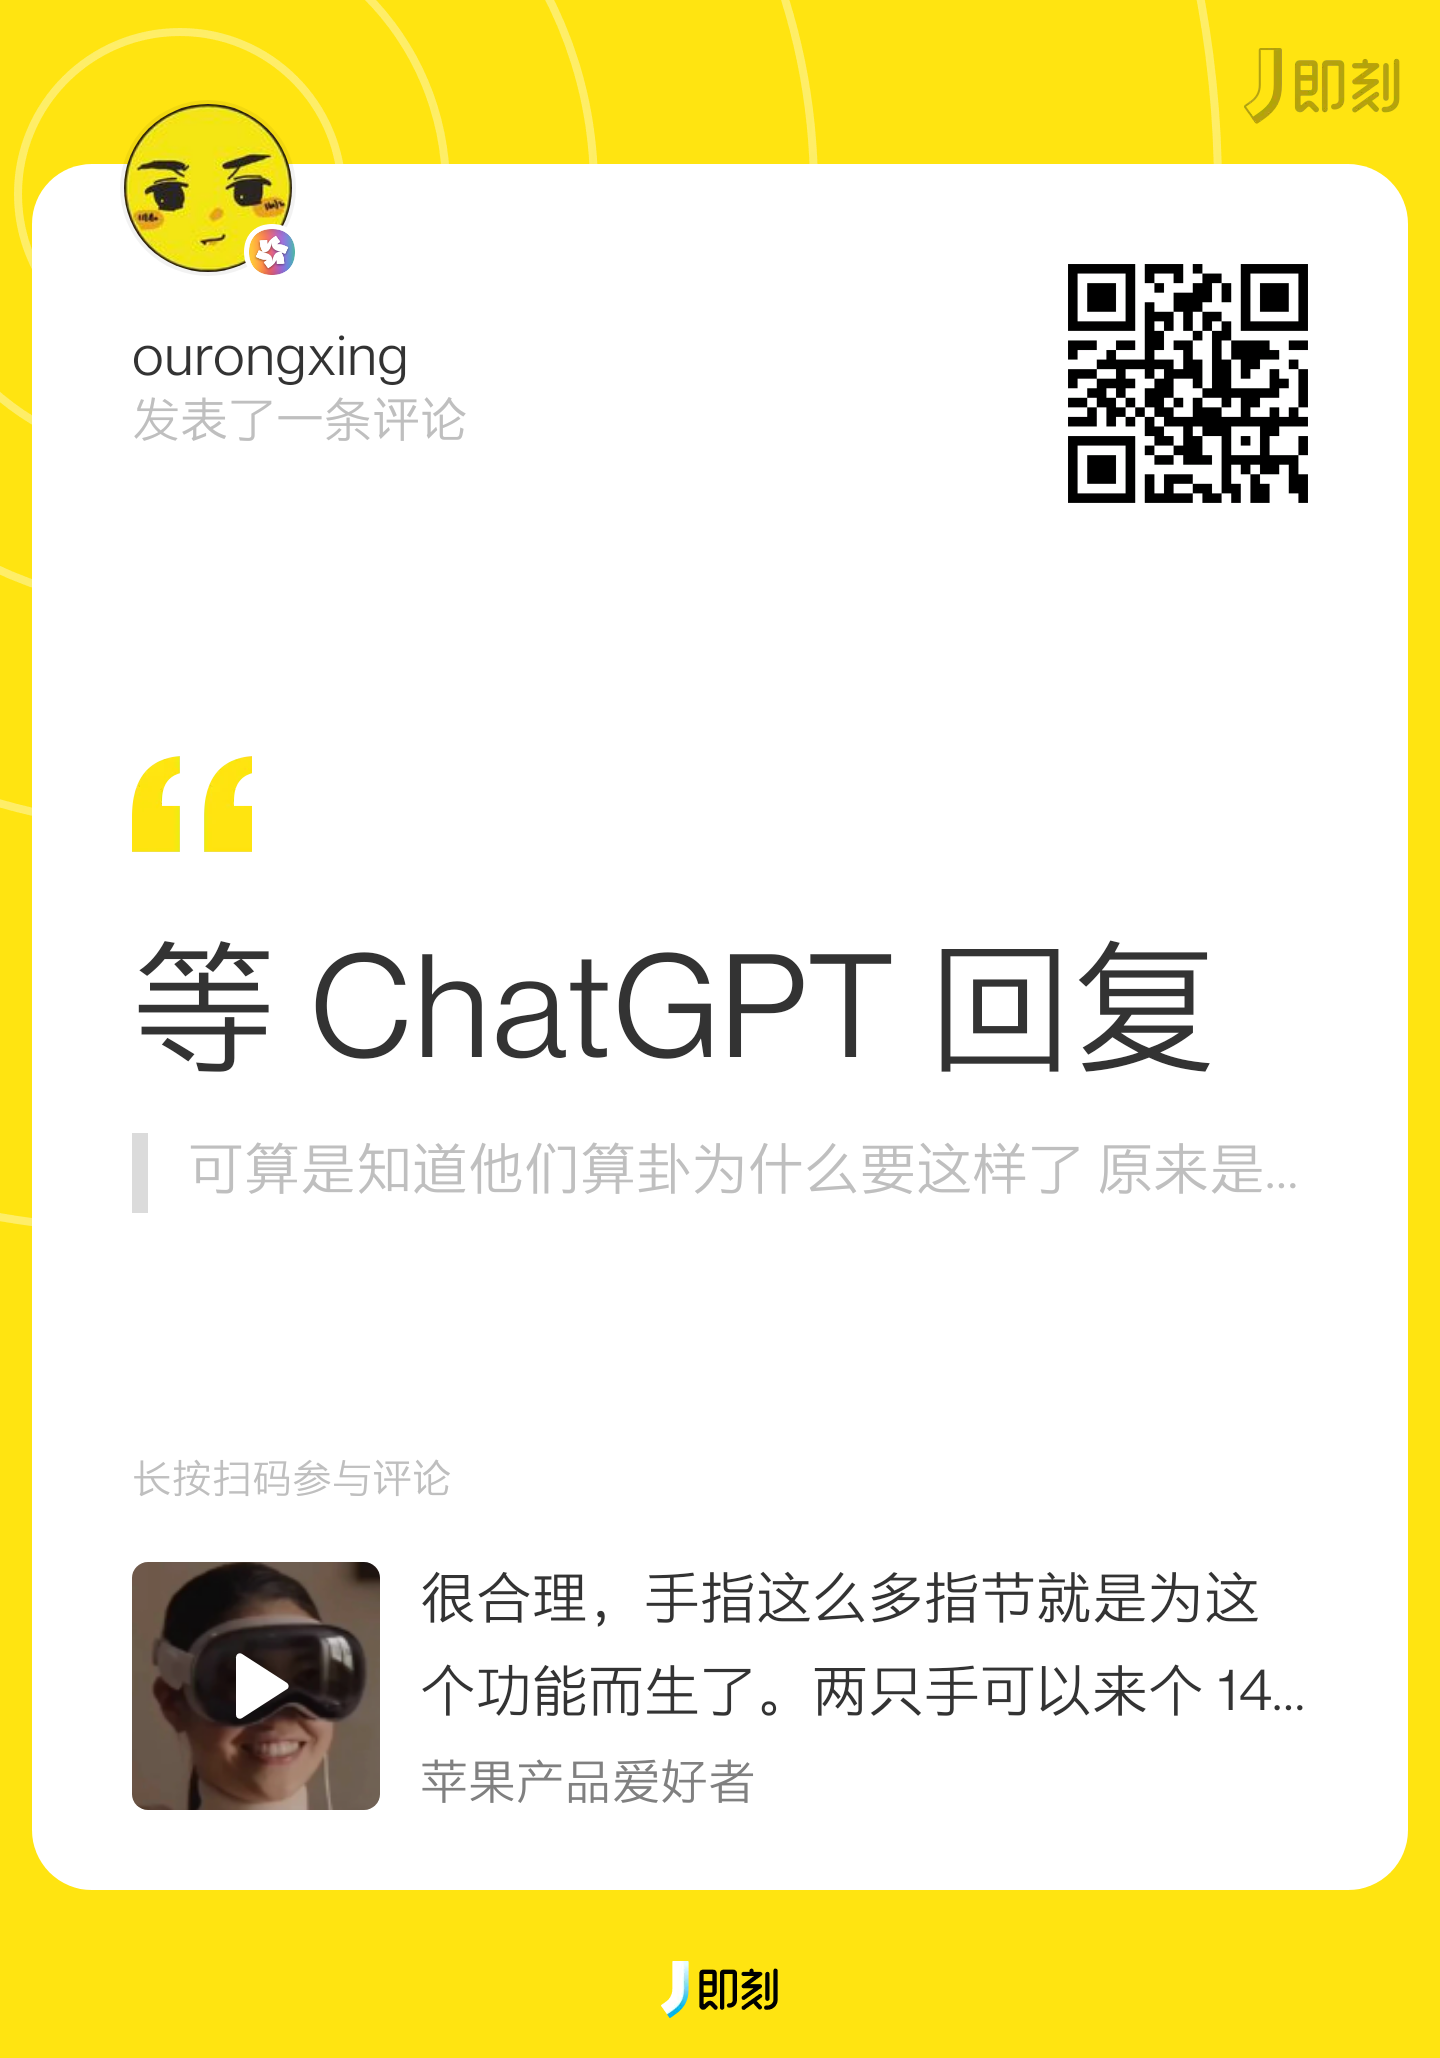 即刻
ourongxing
发表了一条评论
等 ChatGPT 回复
可算是知道他们算卦为什么要这样了 原来是...
长按扫码参与评论
很合理，手指这么多指节就是为这
个功能而生了。两只手可以来个 14...
苹果产品爱好者
即刻